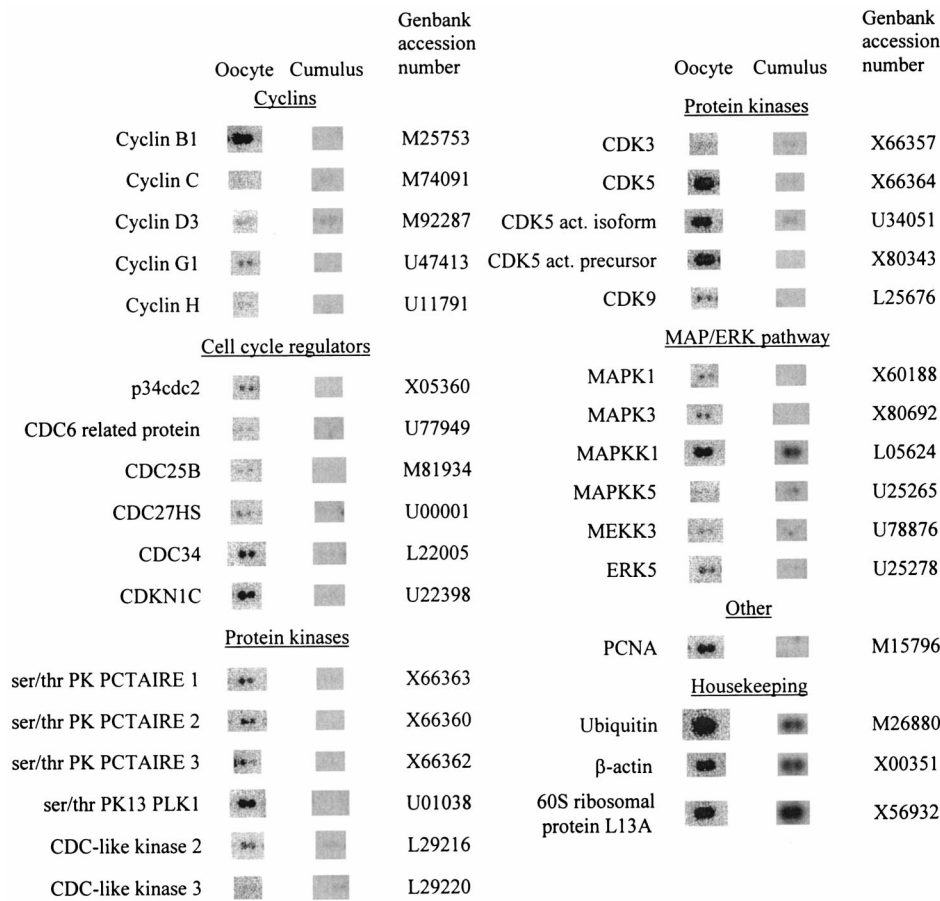 Genbank
accession
number
Oocyte Cumulus
Cyclins
Cyclin B1 M25753
Cyclin C M74091
Cyclin D3 M92287
Cyclin G1 U47413
Cyclin H U11791
Cell cycle regulators
p34cdc2 X05360
CDC6 related protein U77949
CDC25B M81934
CDC27HS U00001
CDC34 L22005
CDKN1C U22398
Protein kinases
ser/thr PK PCTAIRE 1 X66363
ser/thr PK PCTAIRE 2 X66360
ser/thr PK PCTAIRE 3 X66362
ser/thr PK13 PLK1 U01038
CDC-like kinase 2 L29216
CDC-like kinase 3 L29220
Genbank
accession
number
Oocyte Cumulus
Protein kinases
CDK3 X66357
CDK5 X66364
CDK5 act. isoform U34051
CDK5 act. precursor X80343
CDK9 L25676
MAP/ERK pathway
MAPK1 X60188
MAPK3 X80692
MAPKK1 L05624
MAPKK5 U25265
MEKK3 U78876
ERK5 U25278
Other
PCNA M15796
Housekeeping
Ubiquitin M26880
β-actin X00351
60S ribosomal
protein L13A X56932